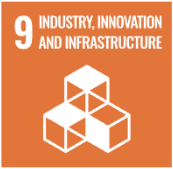 9 INDUSTRY, INNOVATION
AND INFRASTRUCTURE